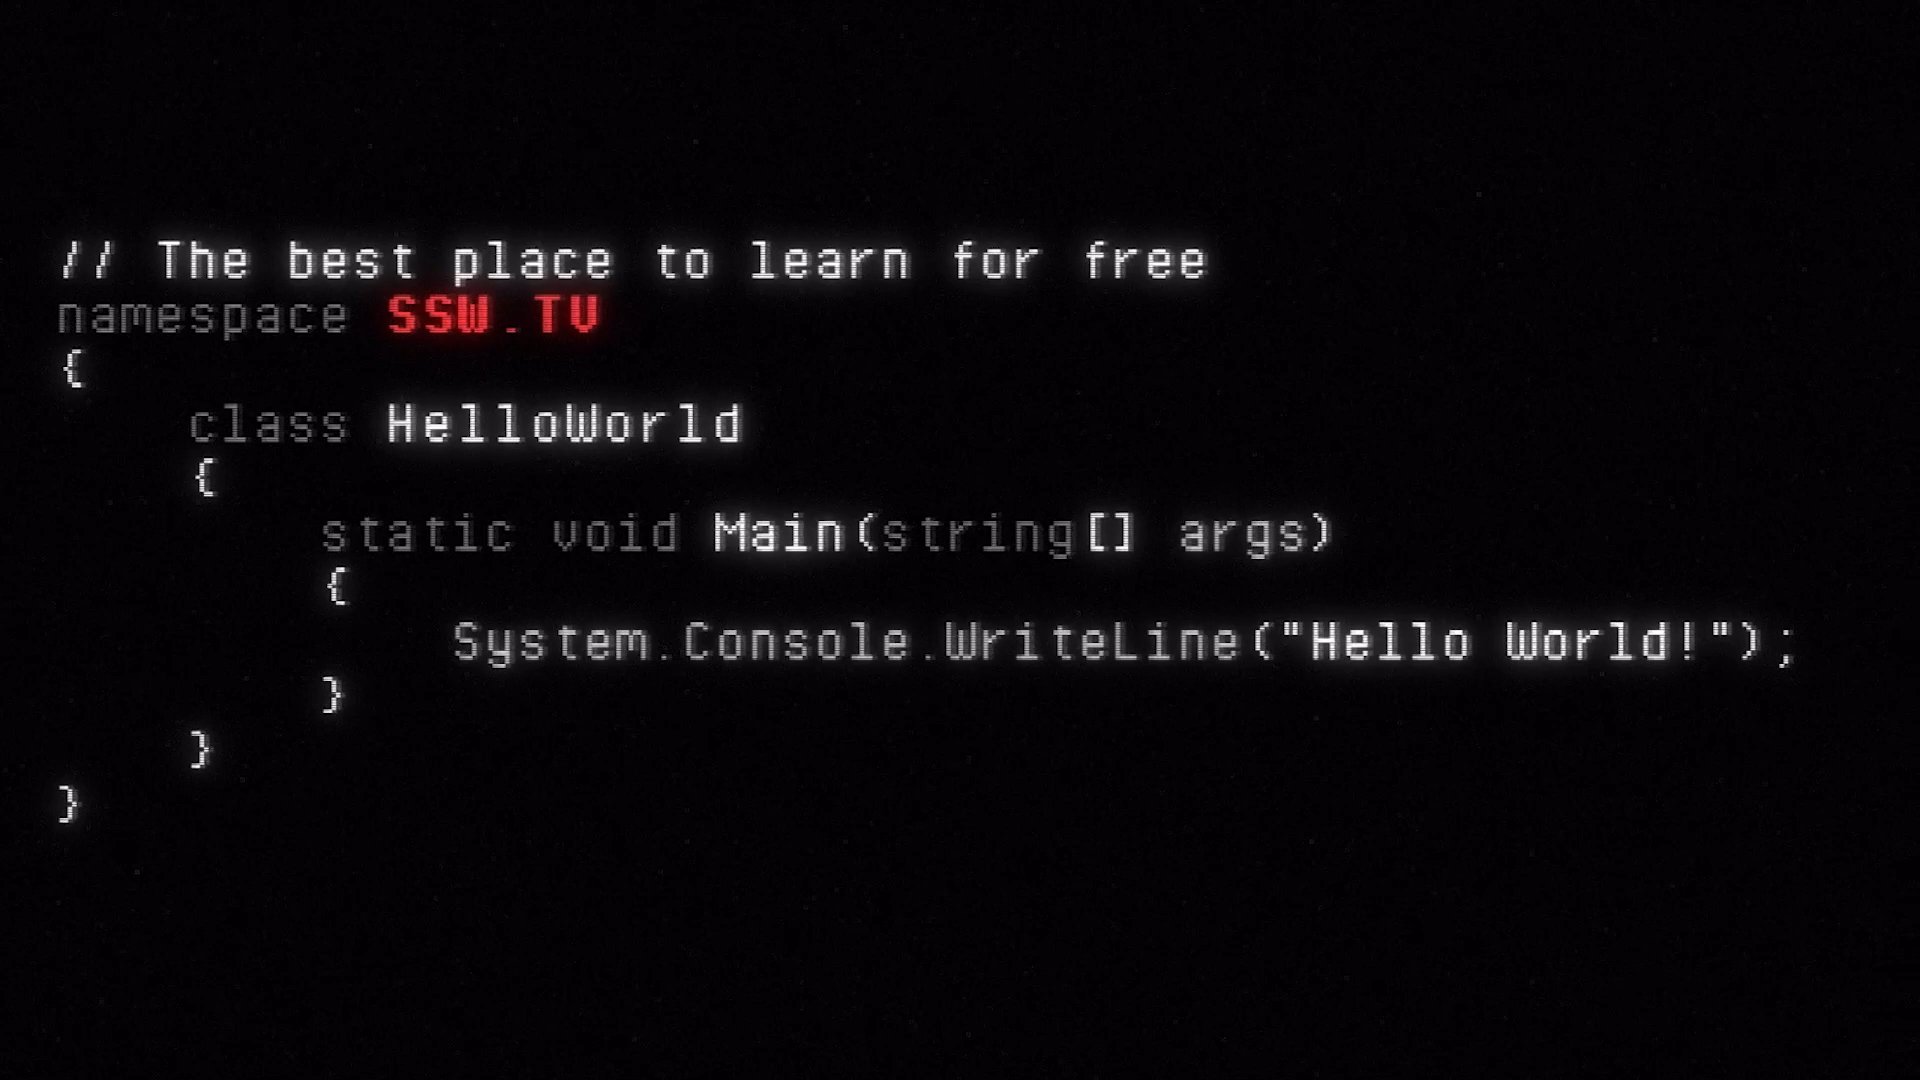 // The best place to learn for free
namespace SSW.TV
{
    class HelloWorld
    {
        static void Main(string[] args)
        {
            System.Console.WriteLine("Hello World!");
        }
    }
}